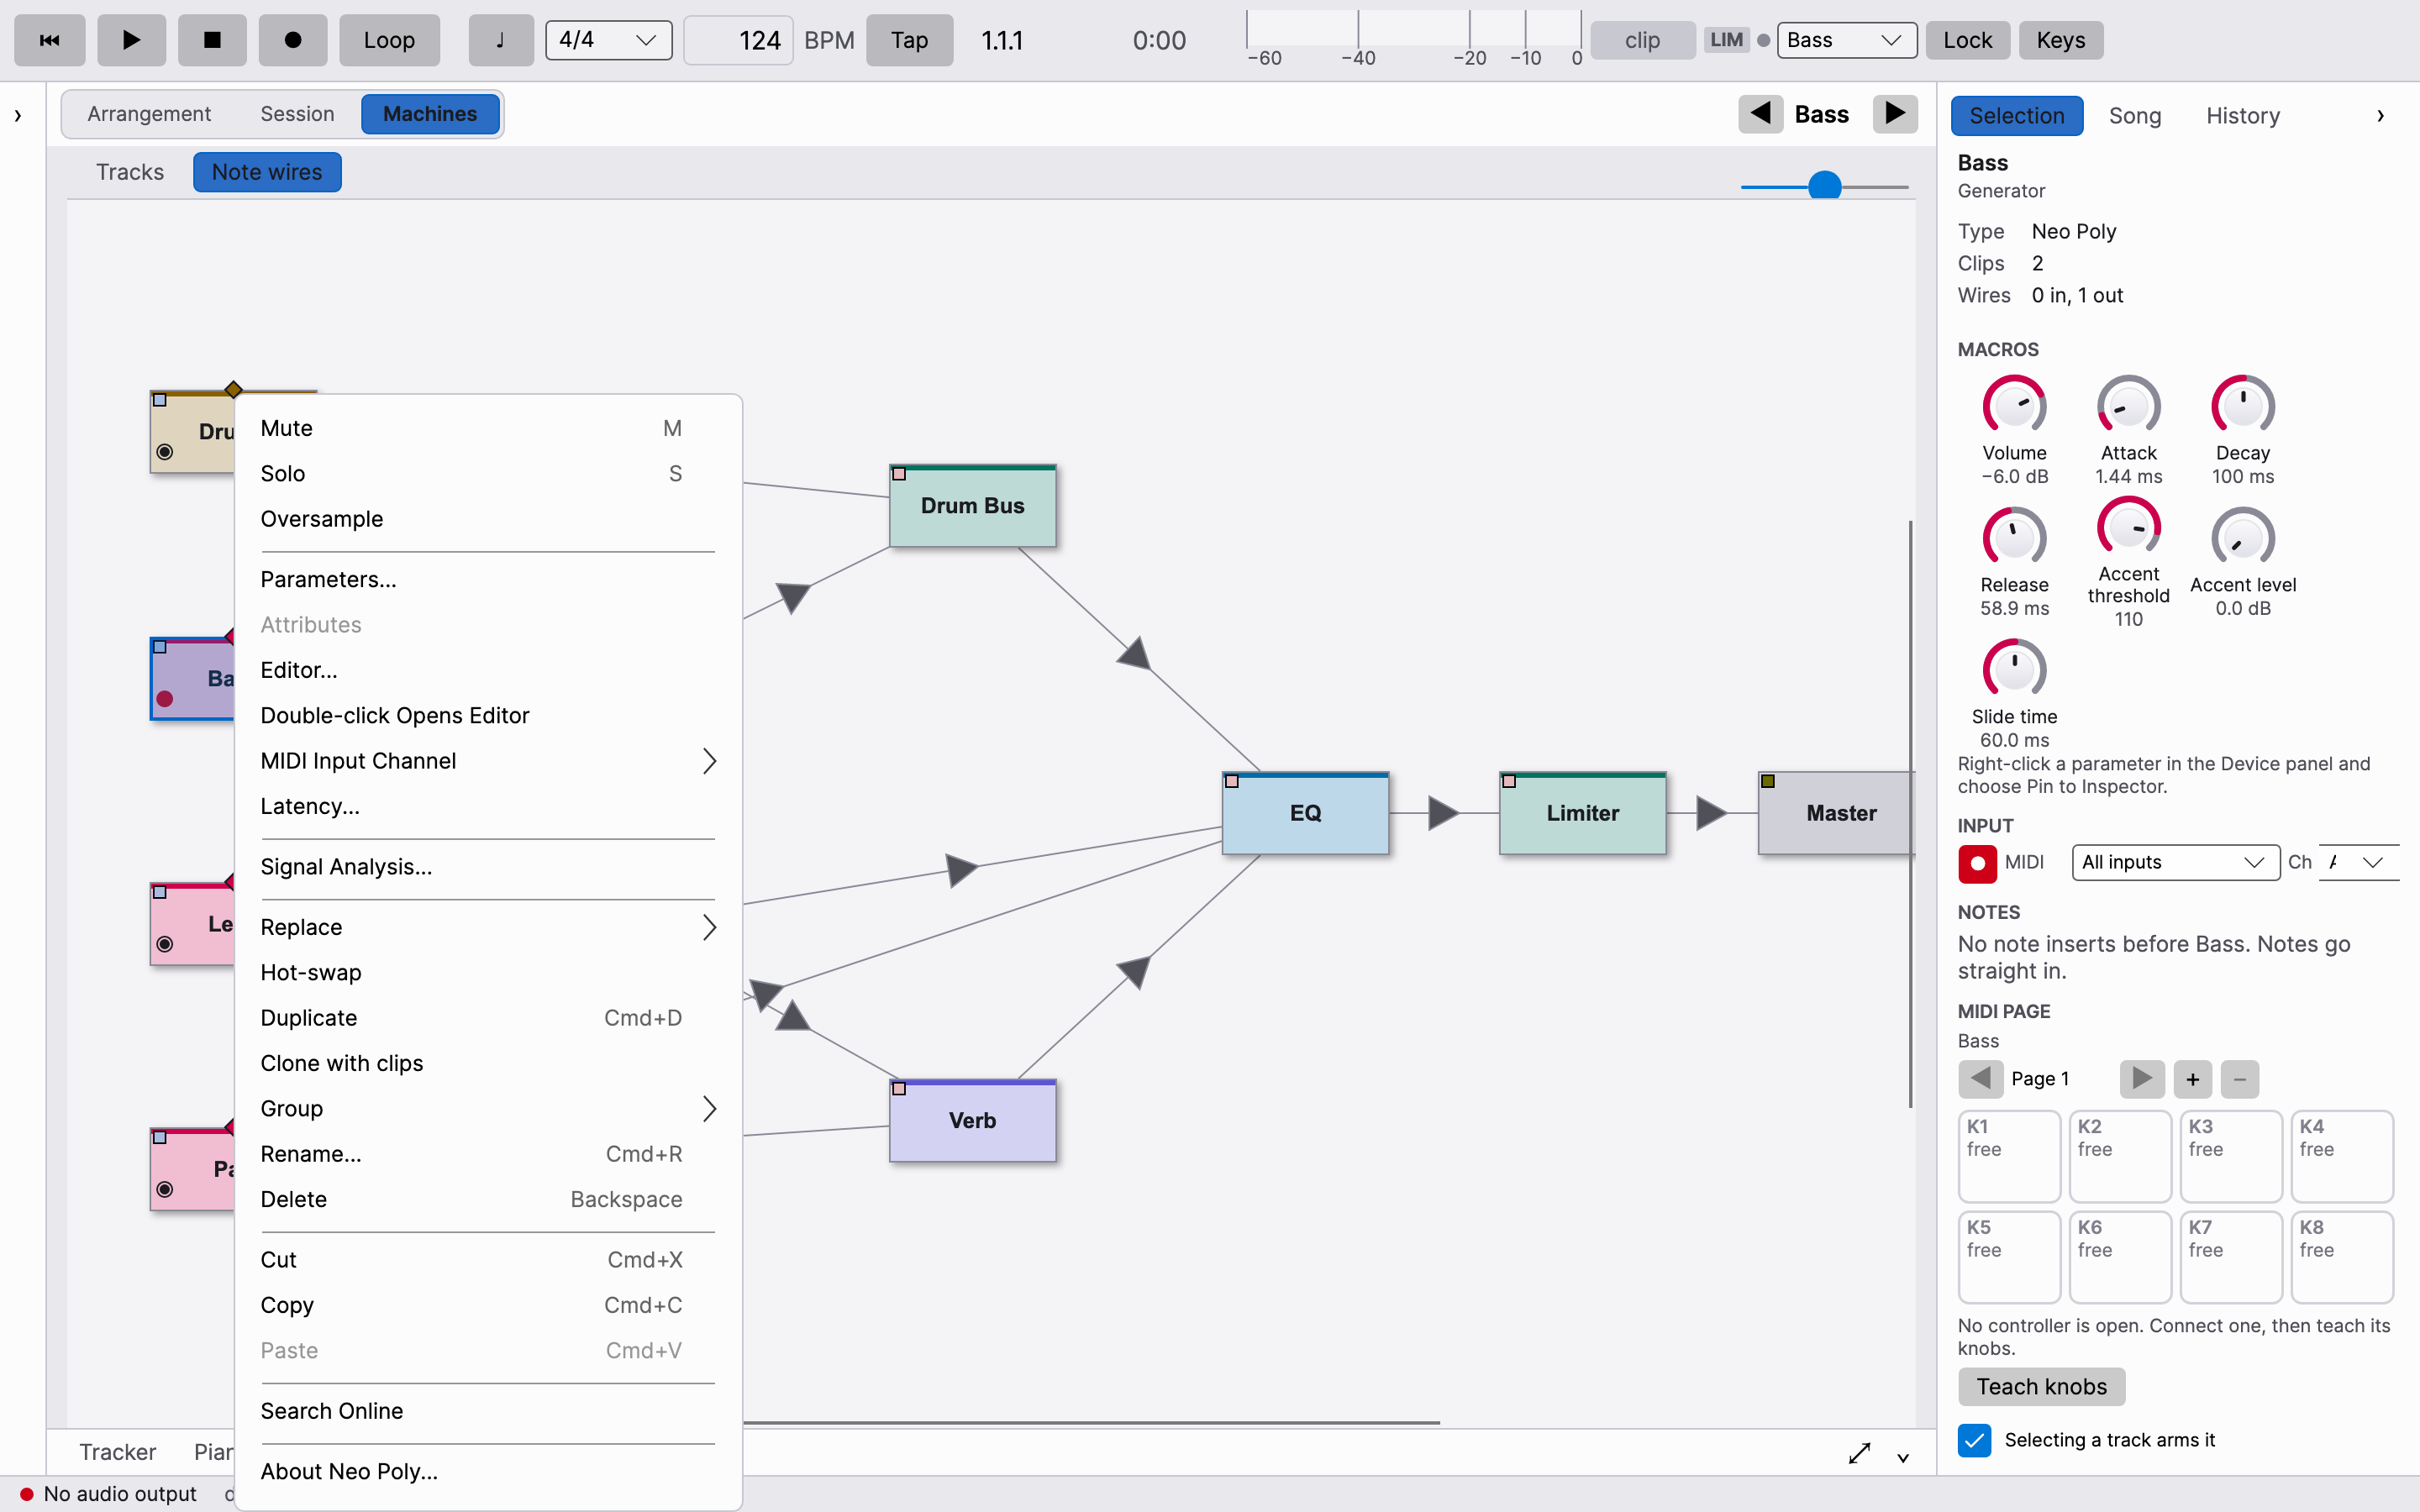 Loop
4/4
124
BPM
Tap
1.1.1
0:00
−60
−40
−20
−10
0
clip
LIM
Bass
Lock
Keys
Arrangement
Session
Machines
Bass
Selection
Song
History
Tracks
Note wires
Bass
Generator
Type
Neo Poly
Clips
2
Wires
0 in, 1 out
MACROS
Volume
−6.0 dB
Attack
1.44 ms
Decay
100 ms
Release
58.9 ms
Accent
threshold
110
Accent level
0.0 dB
Slide time
60.0 ms
Right-click a parameter in the Device panel and
choose Pin to Inspector.
INPUT
MIDI
All inputs
Ch
NOTES
No note inserts before Bass. Notes go
straight in.
MIDI PAGE
Bass
Page 1
+
−
K1
free
K2
free
K3
free
K4
free
K5
free
K6
free
K7
free
K8
free
No controller is open. Connect one, then teach its
knobs.
Teach knobs
Selecting a track arms it
Dru
Ba
Le
Pa
Drum Bus
EQ
Limiter
Master
Verb
Mute
M
Solo
S
Oversample
Parameters...
Attributes
Editor...
Double-click Opens Editor
MIDI Input Channel
Latency...
Signal Analysis...
Replace
Hot-swap
Duplicate
Cmd+D
Clone with clips
Group
Rename...
Cmd+R
Delete
Backspace
Cut
Cmd+X
Copy
Cmd+C
Paste
Cmd+V
Search Online
About Neo Poly...
Tracker
Pian
No audio output